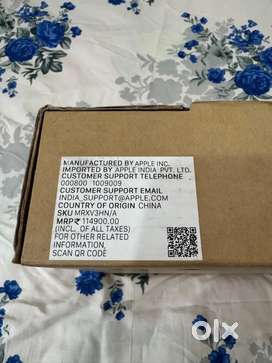 MANUFACTURED BY APPLE INC.
IMPORTED BY APPLE INDIA PVT. LTD.
CUSTOMER SUPPORT TELEPHONE
000800 1009009
CUSTOMER SUPPORT EMAIL
INDIA_SUPPORT@APPLE.COM
COUNTRY OF ORIGIN CHINA
SKU MRXV3HN/A
MRP₹ 114900.00
(INCL. OF ALL TAXES)
FOR OTHER RELATED
INFORMATION,
SCAN QR CODE
olx